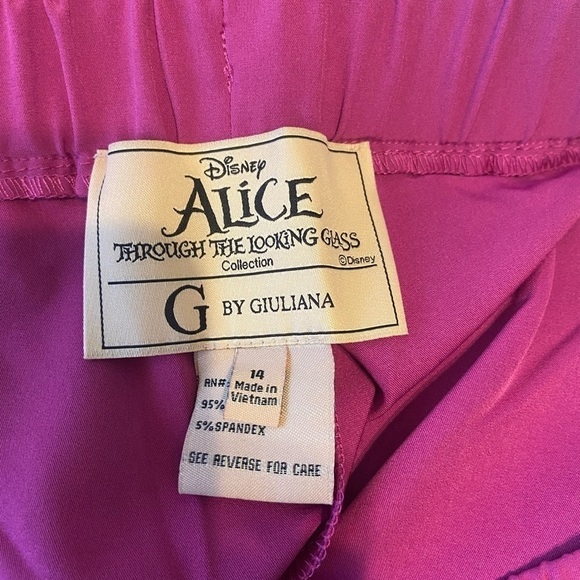 Disney
ALICE
THROUGH THE LOOKING GLASS
Collection
©Disney
G BY GIULIANA
14
Made in
Vietnam
RN#
95%
5%SPANDEX
SEE REVERSE FOR CARE